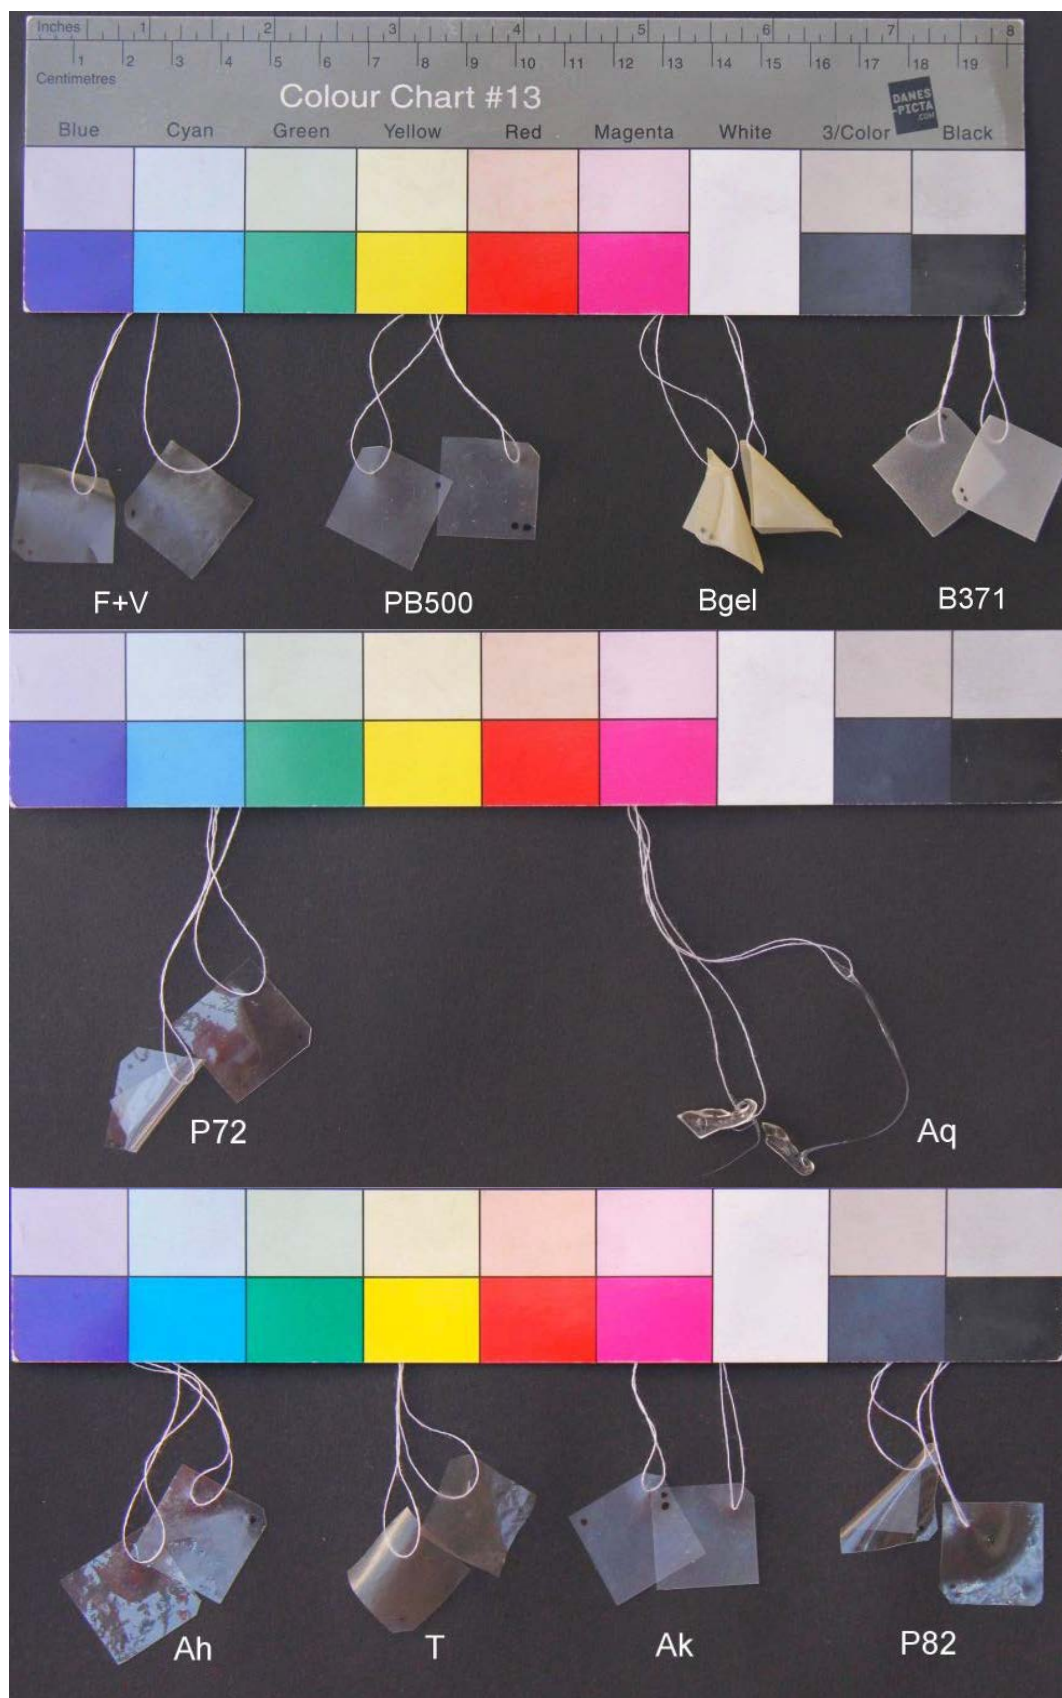 Inches 1 2 3 4 5 6 7 8
1 2 3 4 5 6 7 8 9 10 11 12 13 14 15 16 17 18 19
Centimetres
Colour Chart #13
DANES
-PICTA
.COM
Blue Cyan Green Yellow Red Magenta White 3/Color Black
F+V PB500 Bgel B371
P72 Aq
Ah T Ak P82